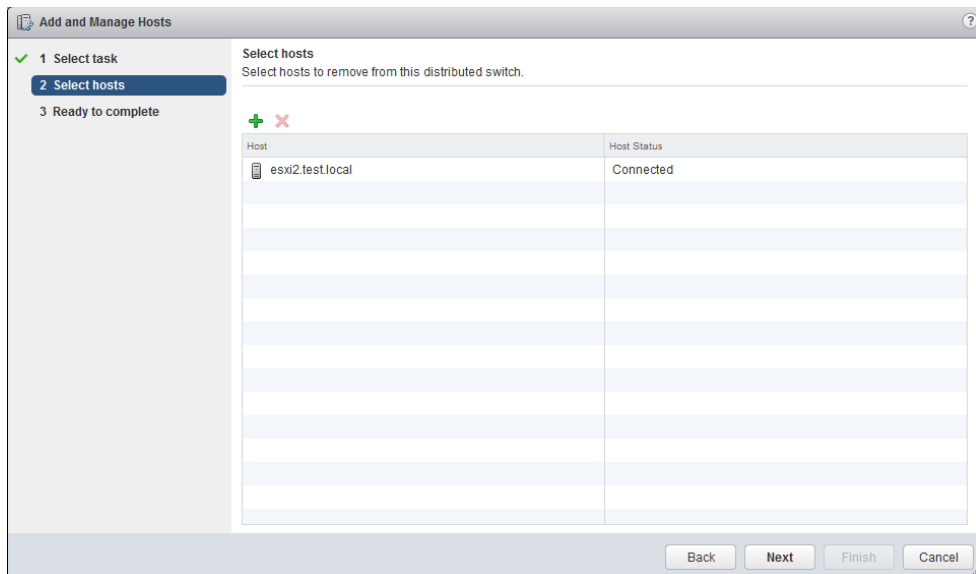 Add and Manage Hosts
?
1 Select task
2 Select hosts
3 Ready to complete
Select hosts
Select hosts to remove from this distributed switch.
Host Host Status
esxi2.test.local Connected
Back Next Finish Cancel